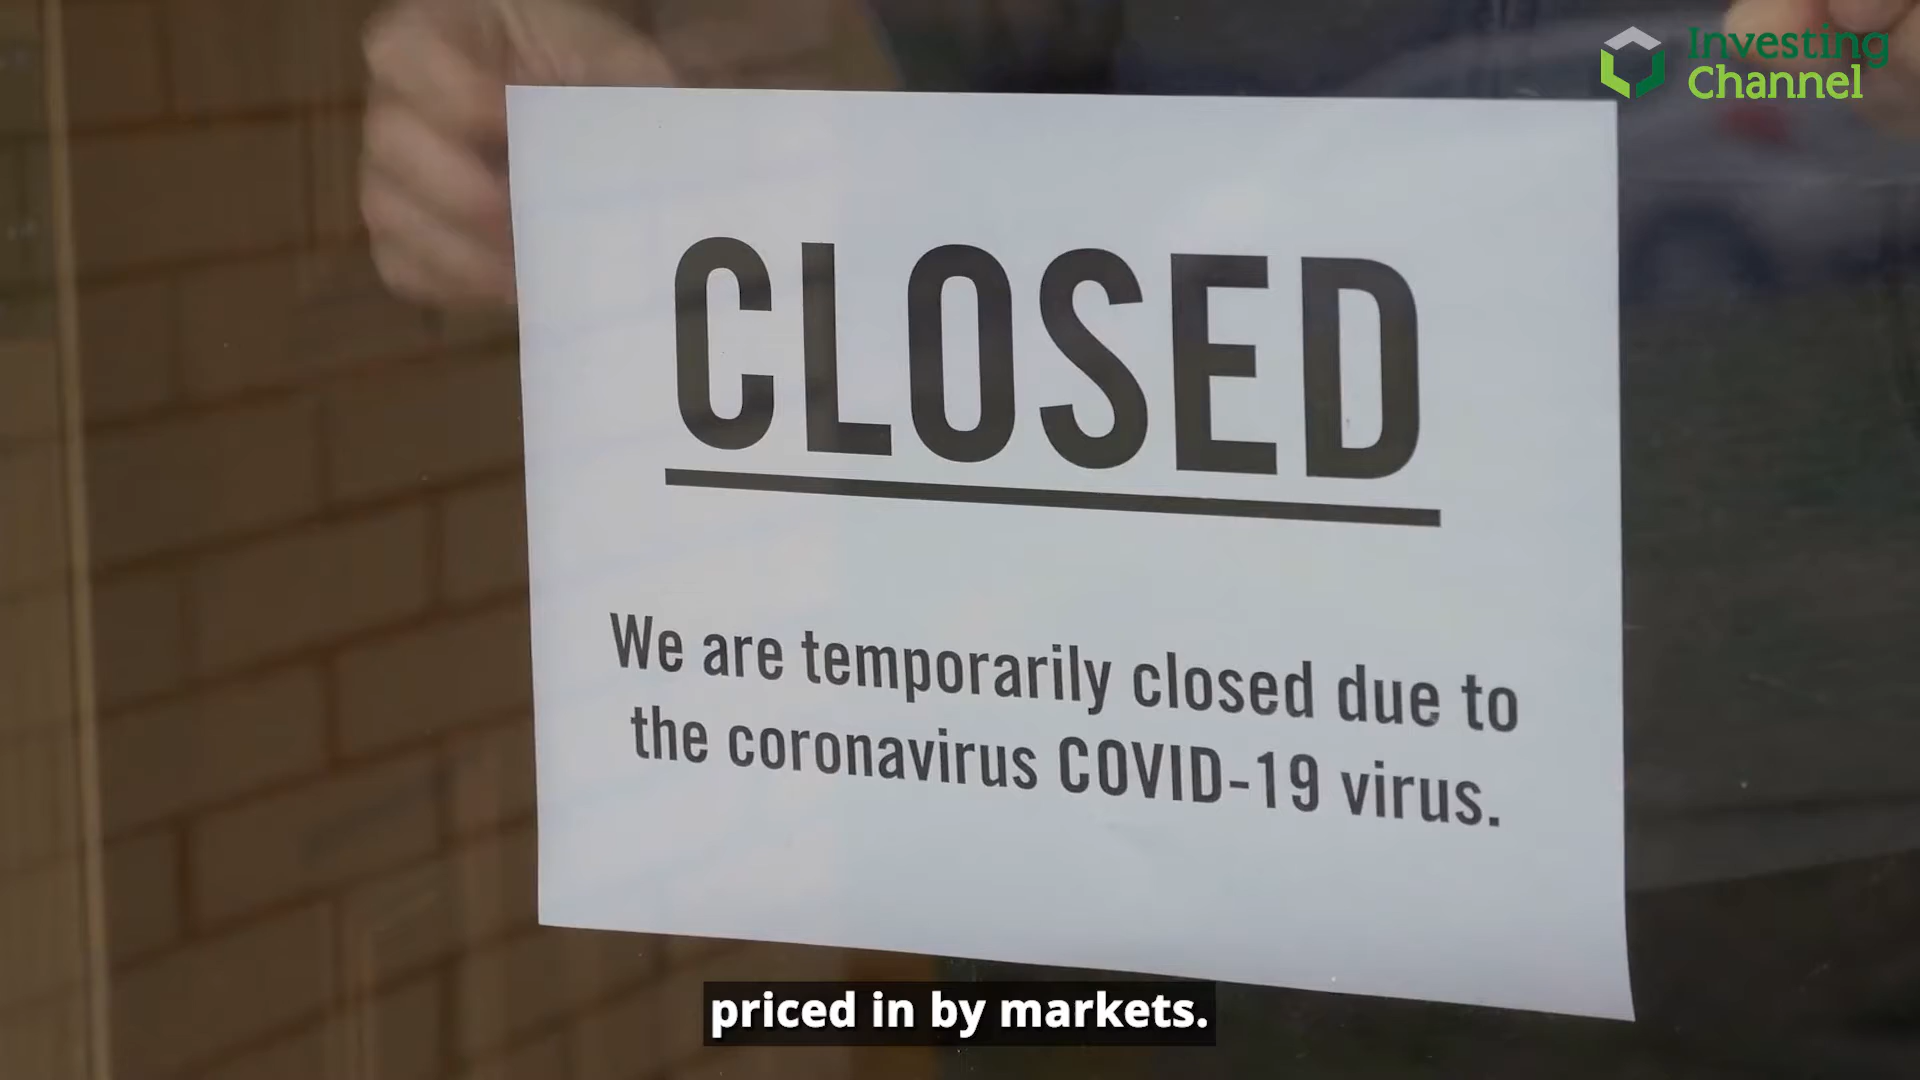 Investing
Channel
CLOSED
We are temporarily closed due to
the coronavirus COVID-19 virus.
priced in by markets.